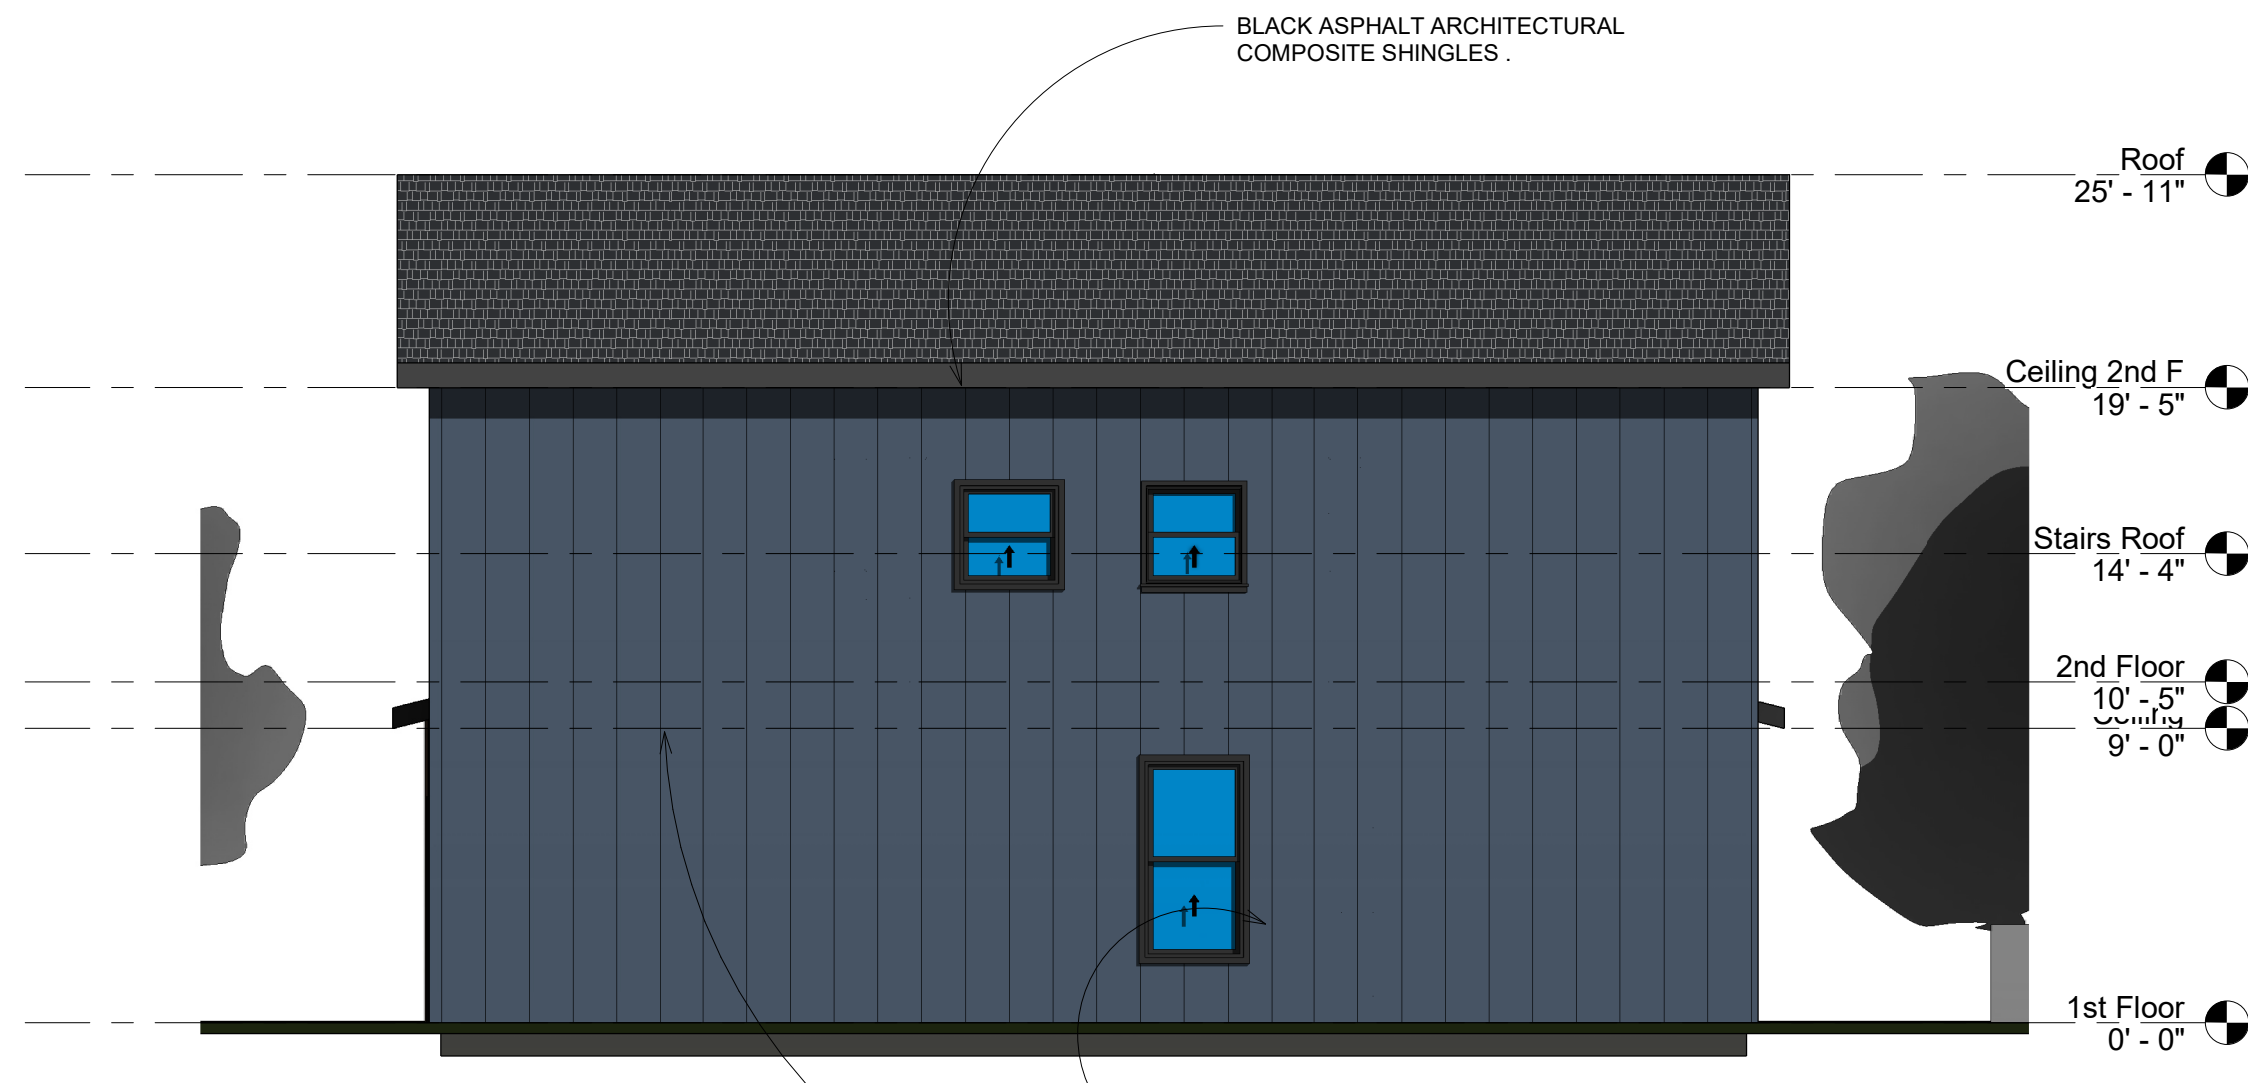 BLACK ASPHALT ARCHITECTURAL
COMPOSITE SHINGLES .
Roof
25' - 11"
Ceiling 2nd F
19' - 5"
Stairs Roof
14' - 4"
2nd Floor
10' - 5"
Ceiling
9' - 0"
1st Floor
0' - 0"